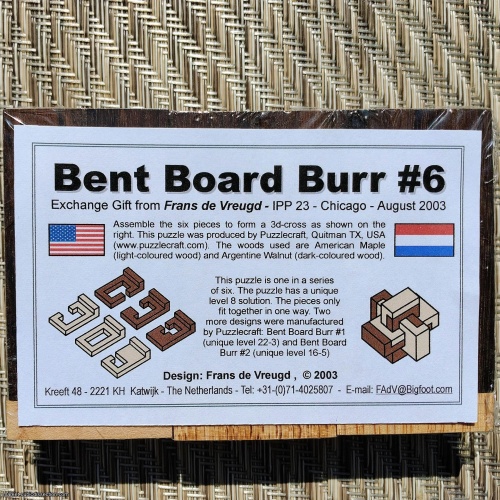 Bent Board Burr #6
Exchange Gift from Frans de Vreugd - IPP 23 - Chicago - August 2003
Assemble the six pieces to form a 3d-cross as shown on the
right. This puzzle was produced by Puzzlecraft, Quitman TX, USA
(www.puzzlecraft.com). The woods used are American Maple
(light-coloured wood) and Argentine Walnut (dark-coloured wood).
This puzzle is one in a series
of six. The puzzle has a unique
level 8 solution. The pieces only
fit together in one way. Two
more designs were manufactured
by Puzzlecraft: Bent Board Burr #1
(unique level 22-3) and Bent Board
Burr #2 (unique level 16-5)
Design: Frans de Vreugd , © 2003
Kreeft 48 - 2221 KH Katwijk - The Netherlands - Tel: +31-(0)71-4025807 - E-mail: FAdV@Bigfoot.com